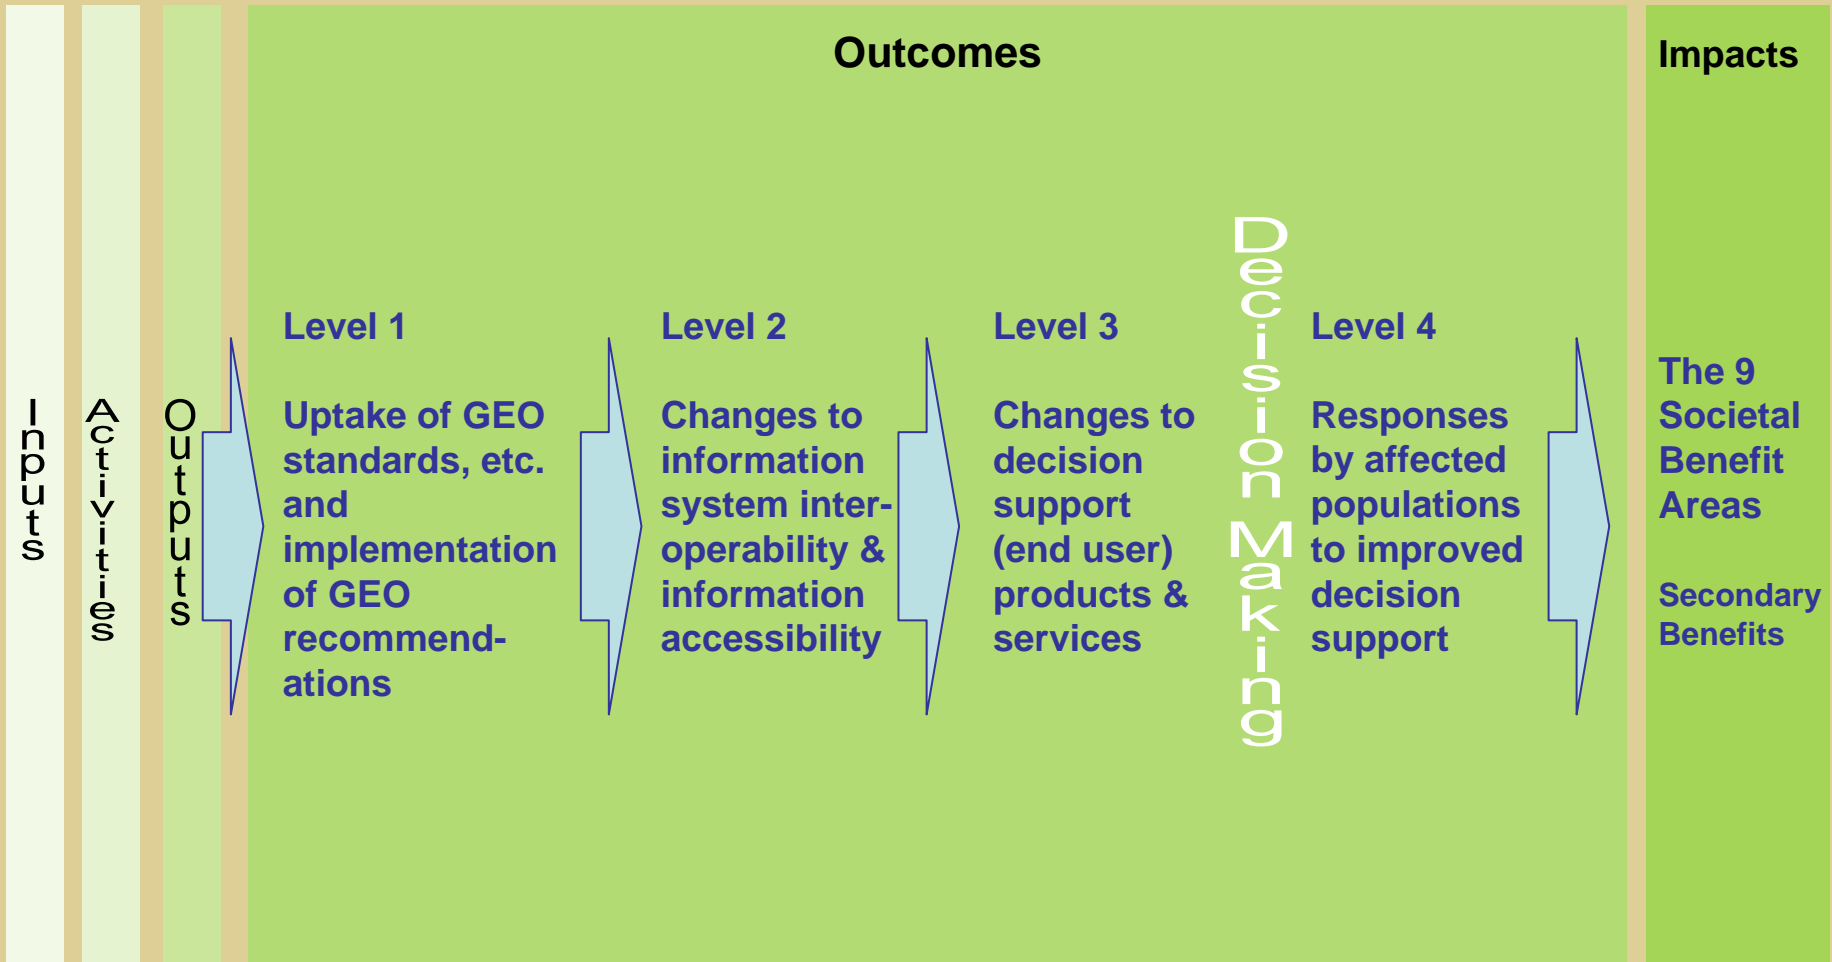 Inputs
Activities
Outputs
Outcomes
Level 1
Uptake of GEO
standards, etc.
and
implementation
of GEO
recommend-
ations
Level 2
Changes to
information
system inter-
operability &
information
accessibility
Level 3
Changes to
decision
support
(end user)
products &
services
Decision Making
Level 4
Responses
by affected
populations
to improved
decision
support
Impacts
The 9
Societal
Benefit
Areas
Secondary
Benefits